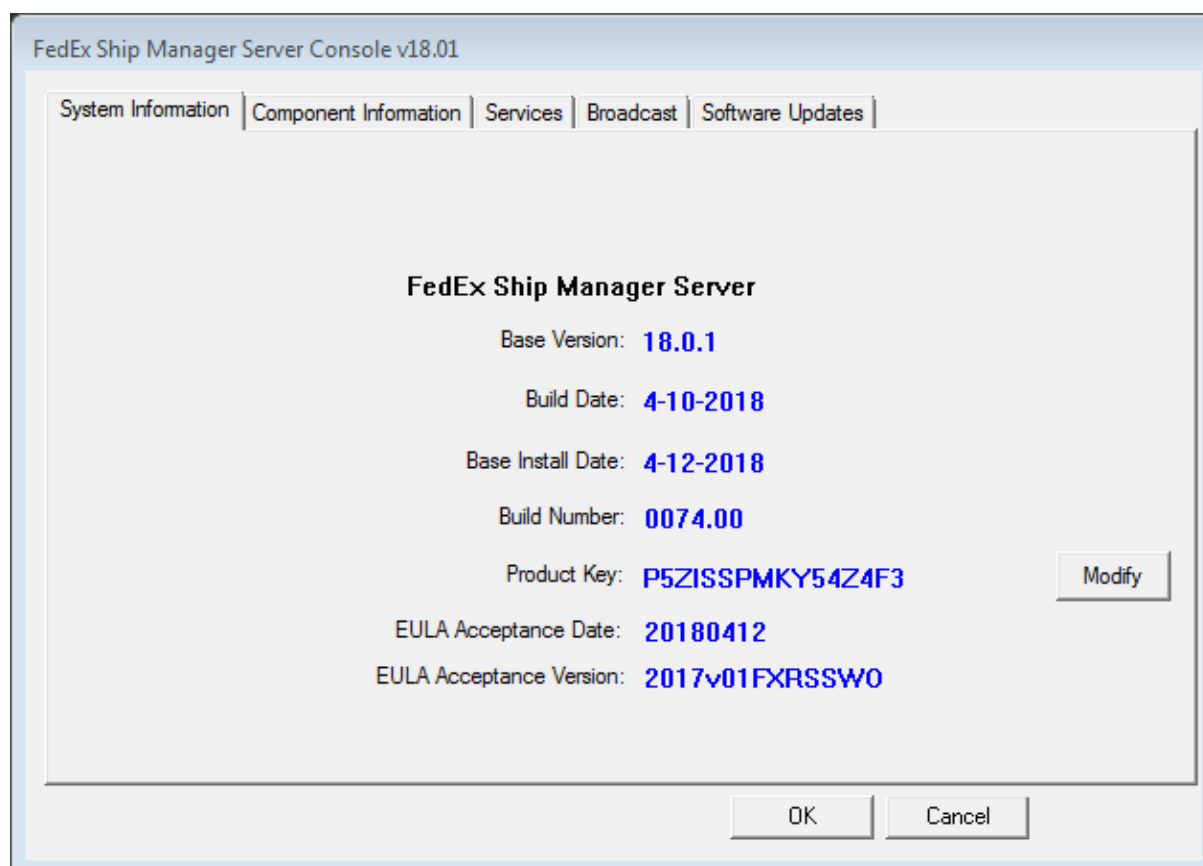 FedEx Ship Manager Server Console v18.01
System Information Component Information Services Broadcast Software Updates
FedEx Ship Manager Server
Base Version: 18.0.1
Build Date: 4-10-2018
Base Install Date: 4-12-2018
Build Number: 0074.00
Product Key: P5ZISSPMKY54Z4F3 Modify
EULA Acceptance Date: 20180412
EULA Acceptance Version: 2017v01FXRSSWO
OK Cancel